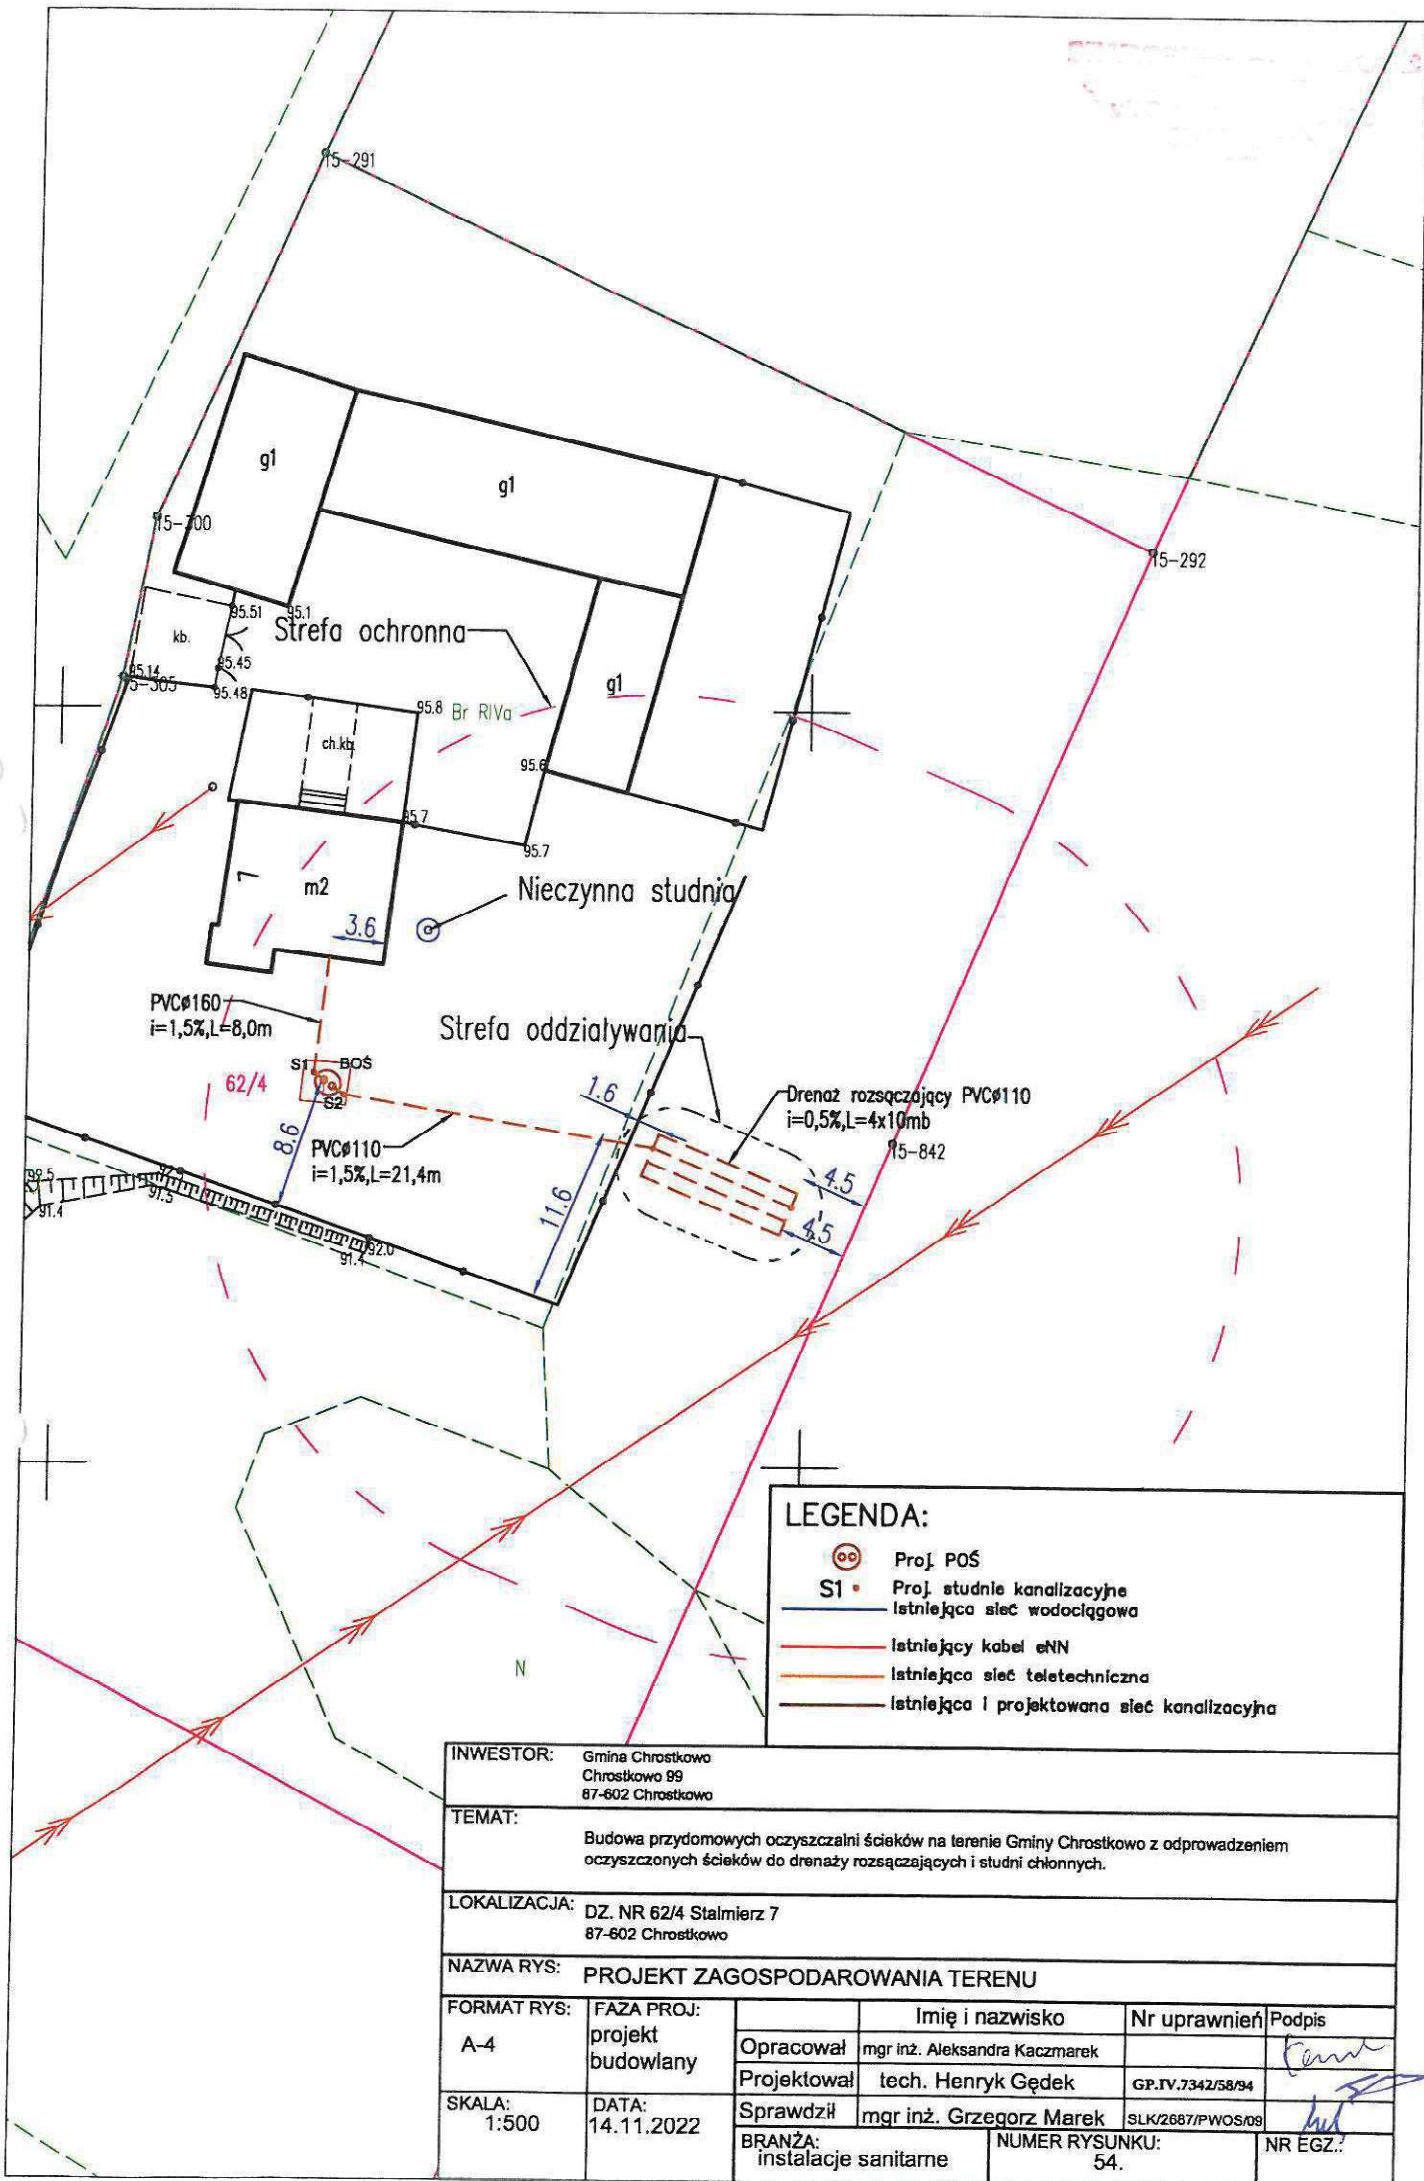 15-291
g1
g1
15-300
15-292
95.51
95.1
kb.
Strefa ochronna
95.45
95.14
15-305
95.48
g1
95.8
Br RIVa
ch.kb.
95.6
95.7
95.7
7
m2
Nieczynna studnia
3.6
PVCø160
i=1,5%,L=8,0m
Strefa oddziaływania
S1
BOŚ
62/4
S2
1.6
Drenaż rozsączający PVCø110
i=0,5%,L=4x10mb
15-842
8.6
PVCø110
i=1,5%,L=21,4m
4.5
11.6
4.5
91.5
91.4
92.0
91.4
N
LEGENDA:
Proj. POŚ
S1 Proj. studnie kanalizacyjne
Istniejąca sieć wodociągowa
Istniejący kabel eNN
Istniejąca sieć teletechniczna
Istniejąca i projektowana sieć kanalizacyjna
INWESTOR: Gmina Chrostkowo
Chrostkowo 99
87-602 Chrostkowo
TEMAT:
Budowa przydomowych oczyszczalni ścieków na terenie Gminy Chrostkowo z odprowadzeniem
oczyszczonych ścieków do drenaży rozsączających i studni chłonnych.
LOKALIZACJA: DZ. NR 62/4 Stalmierz 7
87-602 Chrostkowo
NAZWA RYS: PROJEKT ZAGOSPODAROWANIA TERENU
FORMAT RYS:
A-4
FAZA PROJ:
projekt
budowlany
Imię i nazwisko Nr uprawnień Podpis
Opracował mgr inż. Aleksandra Kaczmarek
Projektował tech. Henryk Gędek GP.IV.7342/58/94
Sprawdził mgr inż. Grzegorz Marek SLK/2687/PWOS/09
SKALA:
1:500
DATA:
14.11.2022
BRANŻA:
instalacje sanitarne
NUMER RYSUNKU:
54.
NR EGZ.: